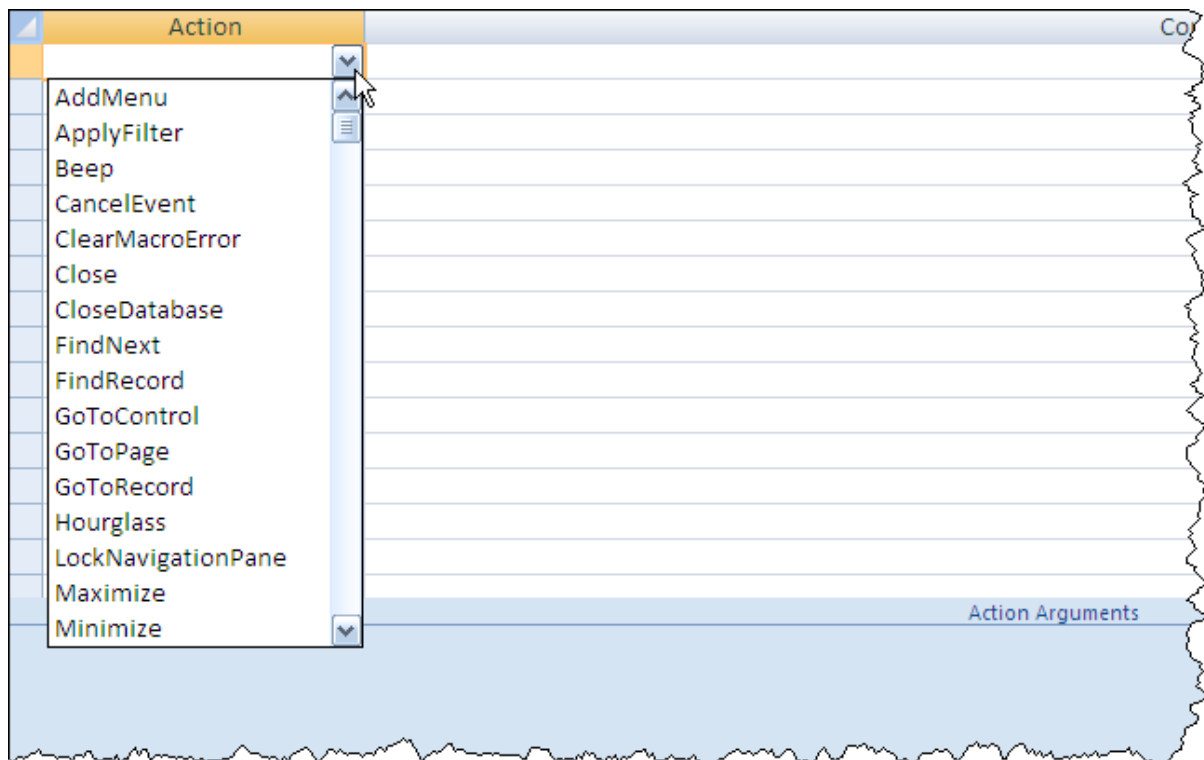 Action
Co
AddMenu
ApplyFilter
Beep
CancelEvent
ClearMacroError
Close
CloseDatabase
FindNext
FindRecord
GoToControl
GoToPage
GoToRecord
Hourglass
LockNavigationPane
Maximize
Minimize
Action Arguments